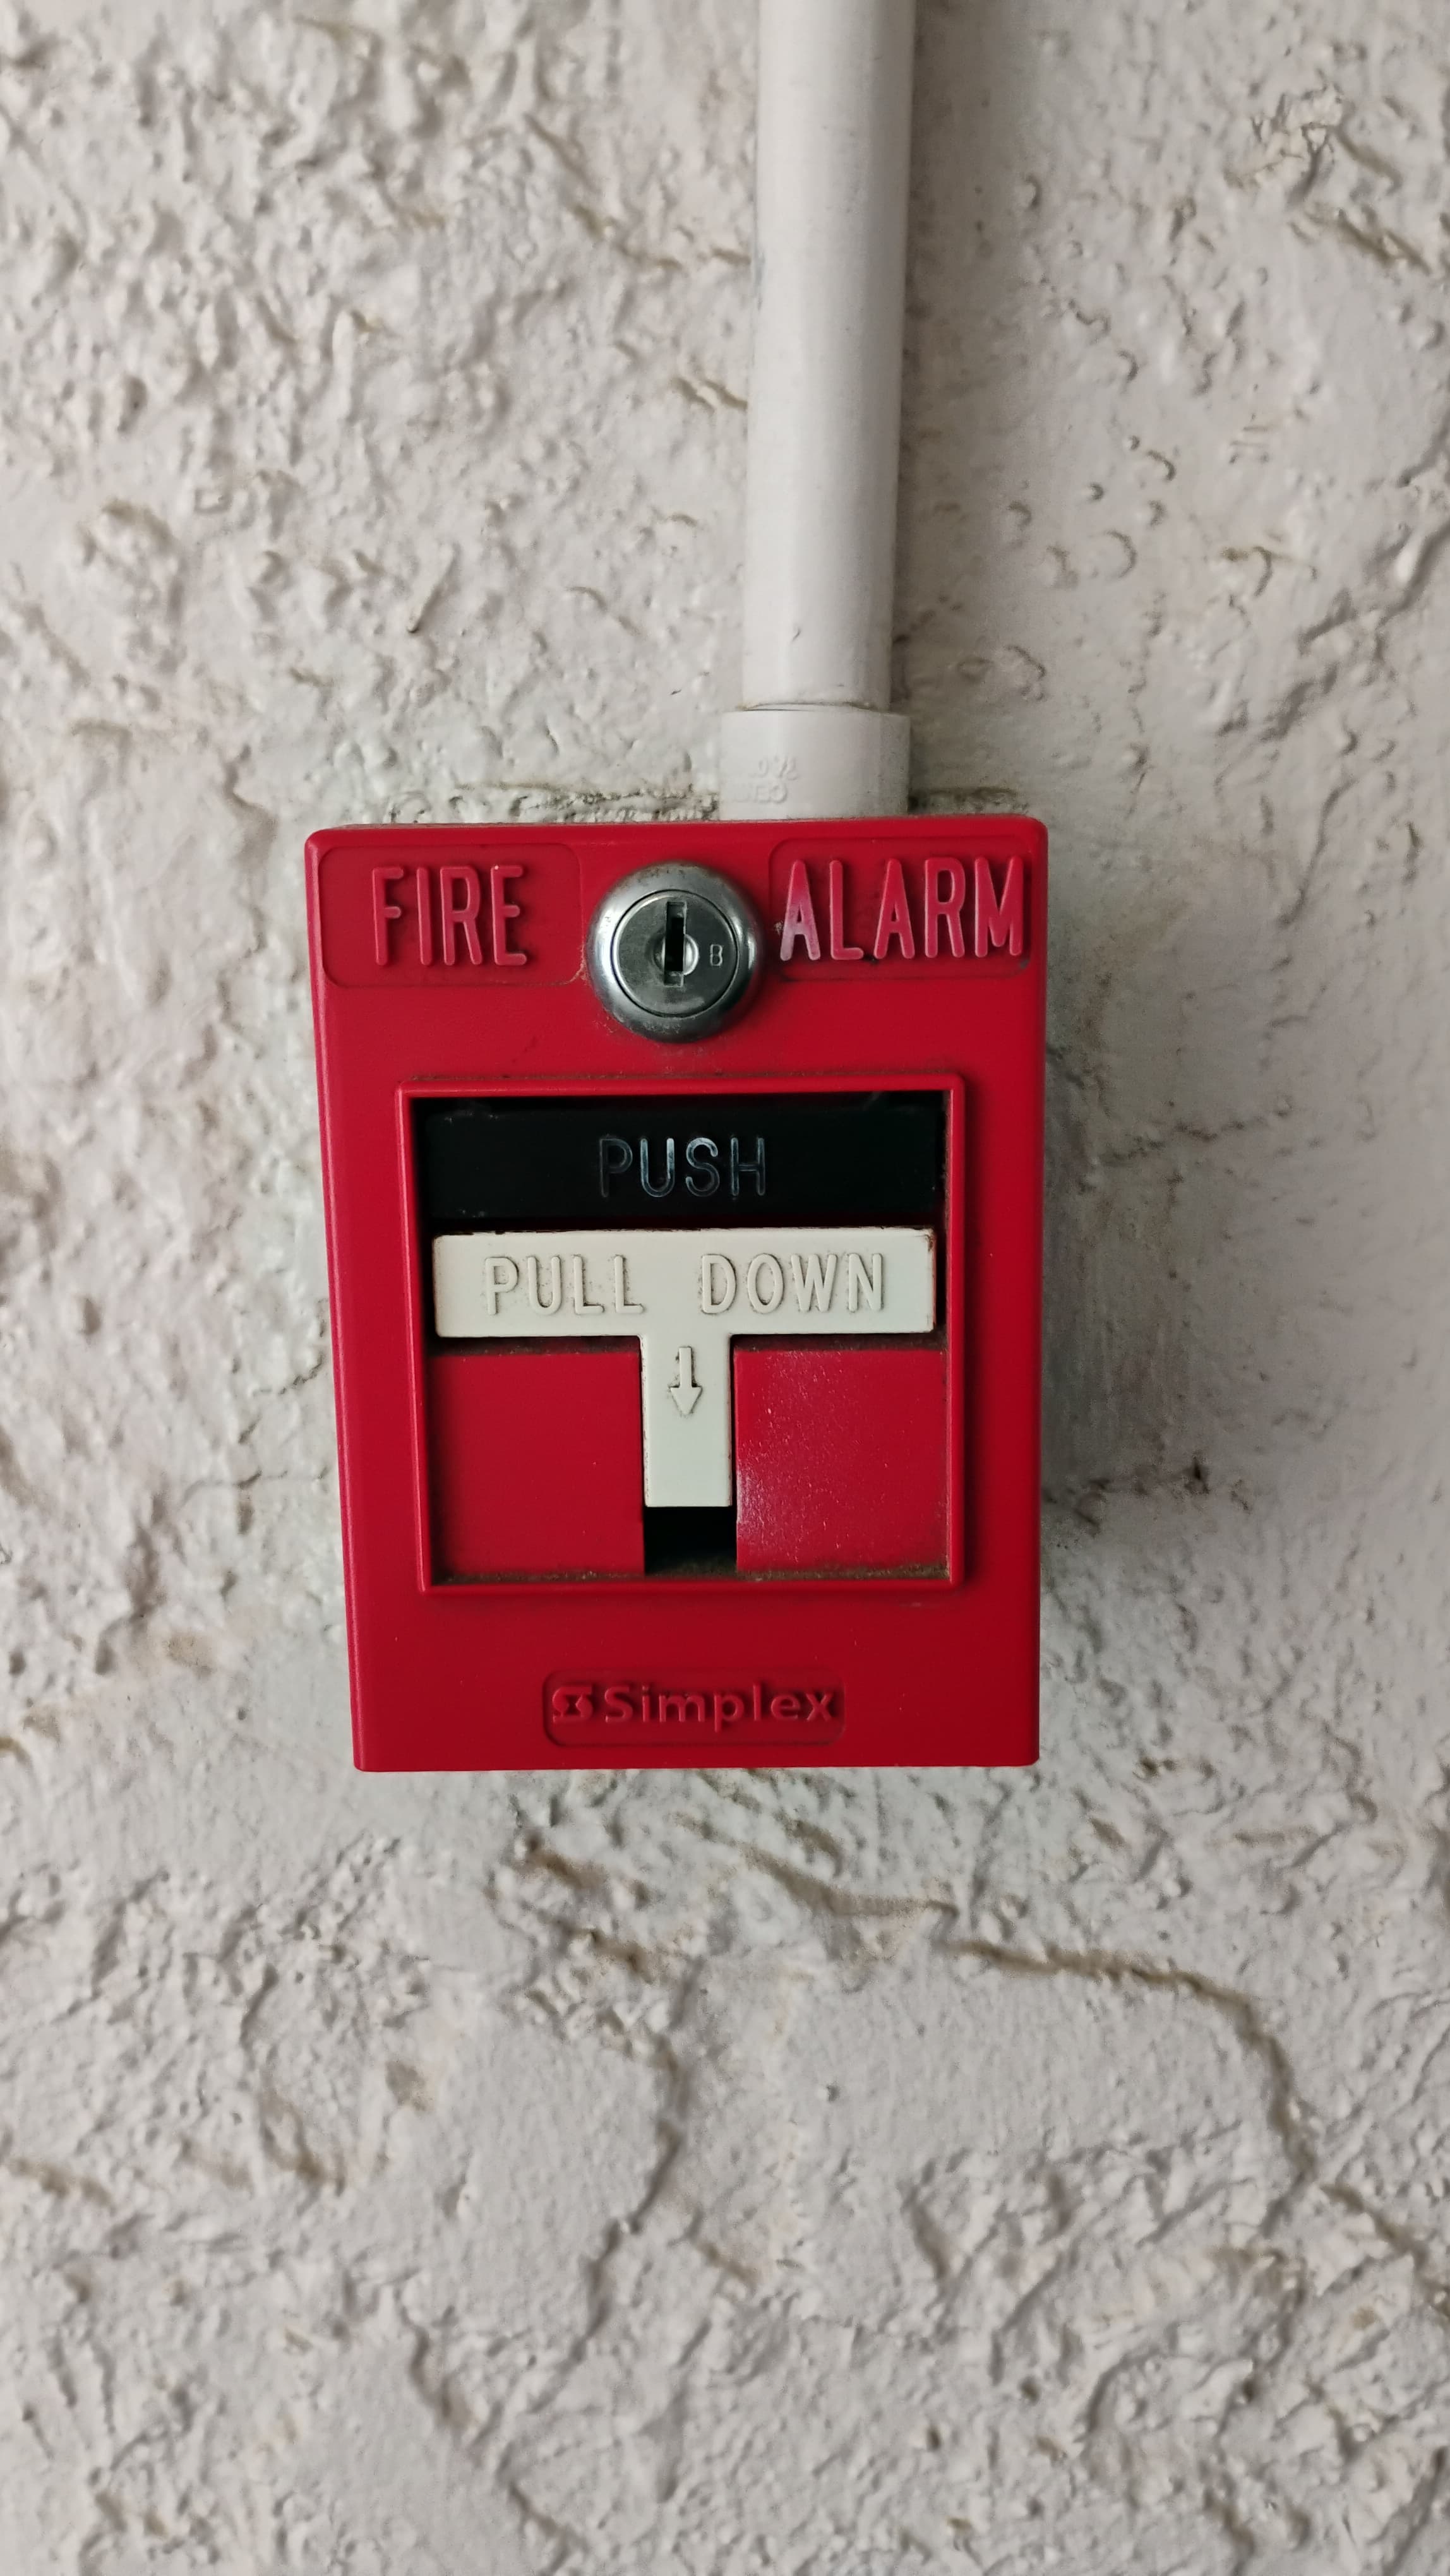 FIRE ALARM
B
PUSH
PULL DOWN
Simplex